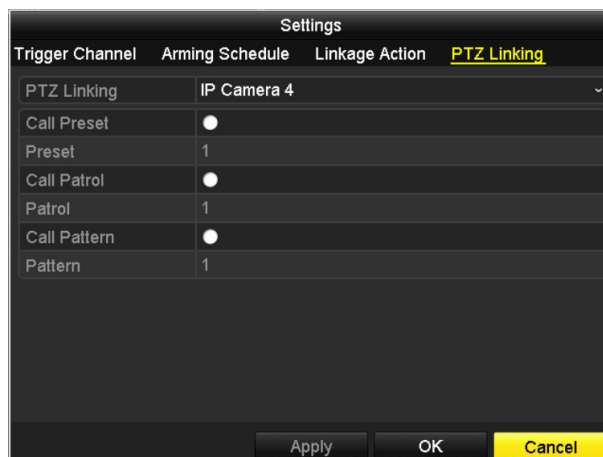 Settings
Trigger Channel Arming Schedule Linkage Action PTZ Linking
PTZ Linking IP Camera 4
Call Preset
Preset 1
Call Patrol
Patrol 1
Call Pattern
Pattern 1
Apply OK Cancel